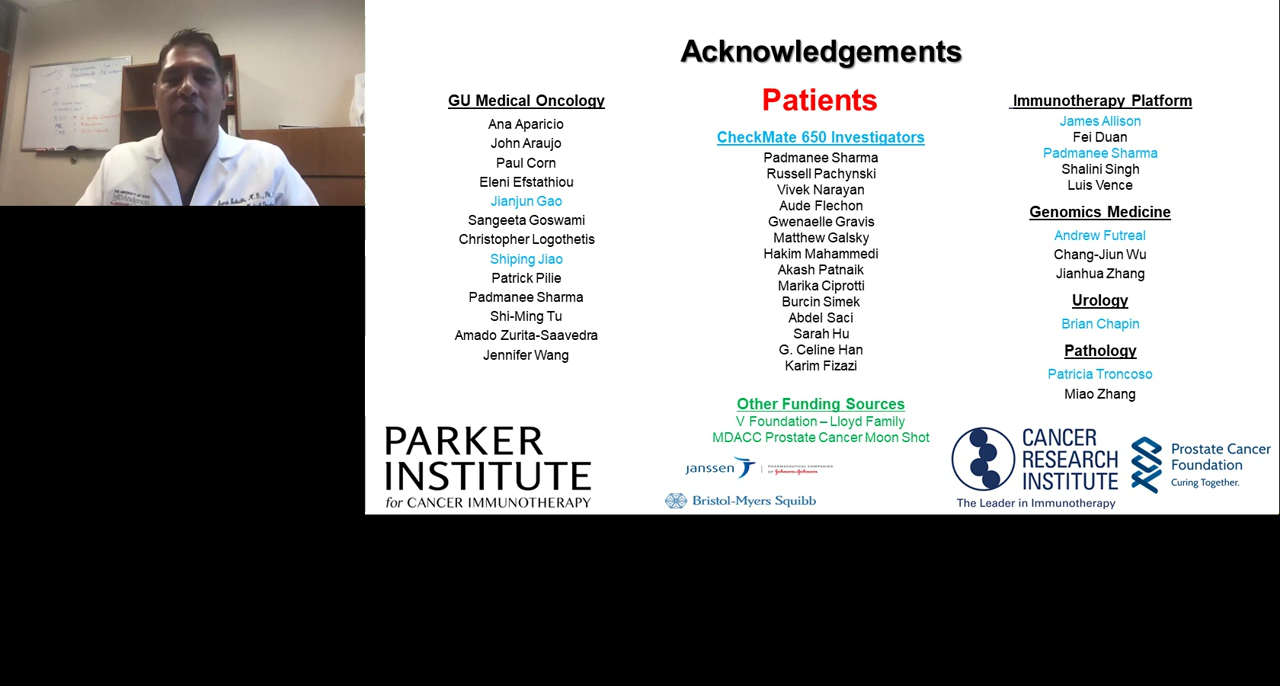 Acknowledgements
GU Medical Oncology
Ana Aparicio
John Araujo
Paul Corn
Eleni Efstathiou
Jianjun Gao
Sangeeta Goswami
Christopher Logothetis
Shiping Jiao
Patrick Pilie
Padmanee Sharma
Shi-Ming Tu
Amado Zurita-Saavedra
Jennifer Wang
Patients
CheckMate 650 Investigators
Padmanee Sharma
Russell Pachynski
Vivek Narayan
Aude Flechon
Gwenaelle Gravis
Matthew Galsky
Hakim Mahammedi
Akash Patnaik
Marika Ciprotti
Burcin Simek
Abdel Saci
Sarah Hu
G. Celine Han
Karim Fizazi
Other Funding Sources
V Foundation – Lloyd Family
MDACC Prostate Cancer Moon Shot
janssen
PHARMACEUTICAL COMPANIES
OF Johnson & Johnson
Bristol-Myers Squibb
Immunotherapy Platform
James Allison
Fei Duan
Padmanee Sharma
Shalini Singh
Luis Vence
Genomics Medicine
Andrew Futreal
Chang-Jiun Wu
Jianhua Zhang
Urology
Brian Chapin
Pathology
Patricia Troncoso
Miao Zhang
PARKER
INSTITUTE
for CANCER IMMUNOTHERAPY
CANCER
RESEARCH
INSTITUTE
The Leader in Immunotherapy
Prostate Cancer
Foundation
Curing Together.